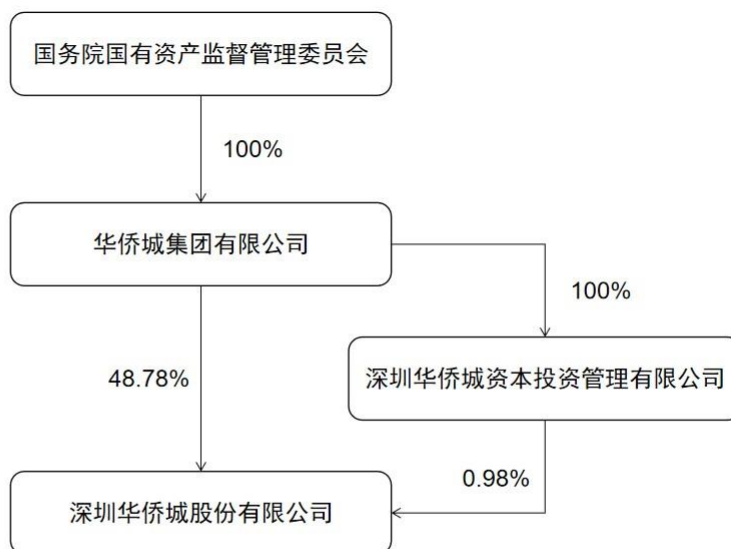 国务院国有资产监督管理委员会
100%
华侨城集团有限公司
100%
48.78%
深圳华侨城资本投资管理有限公司
0.98%
深圳华侨城股份有限公司